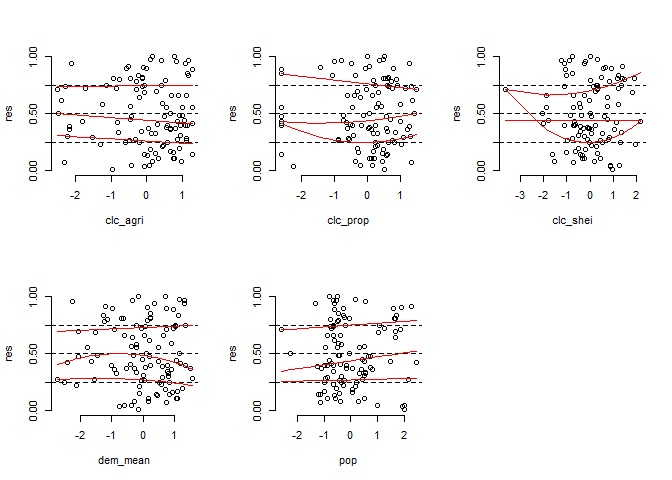 res
0.00 0.50 1.00
-2 -1 0 1
clc_agri
res
0.00 0.50 1.00
-2 -1 0 1
clc_prop
res
0.00 0.50 1.00
-3 -2 -1 0 1 2
clc_shei
res
0.00 0.50 1.00
-2 -1 0 1
dem_mean
res
0.00 0.50 1.00
-2 -1 0 1 2
pop